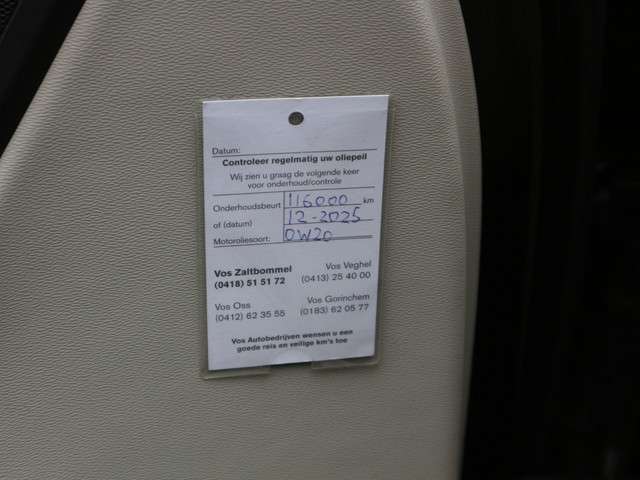 Datum:
Controleer regelmatig uw oliepeil
Wij zien u graag de volgende keer
voor onderhoud/controle
Onderhoudsbeurt 116000 km
of (datum) 12-2025
Motoroliesoort: 0W20
Vos Zaltbommel Vos Veghel
(0418) 51 51 72 (0413) 25 40 00
Vos Oss Vos Gorinchem
(0412) 62 35 55 (0183) 62 05 77
Vos Autobedrijven wensen u een
goede reis en veilige km's toe